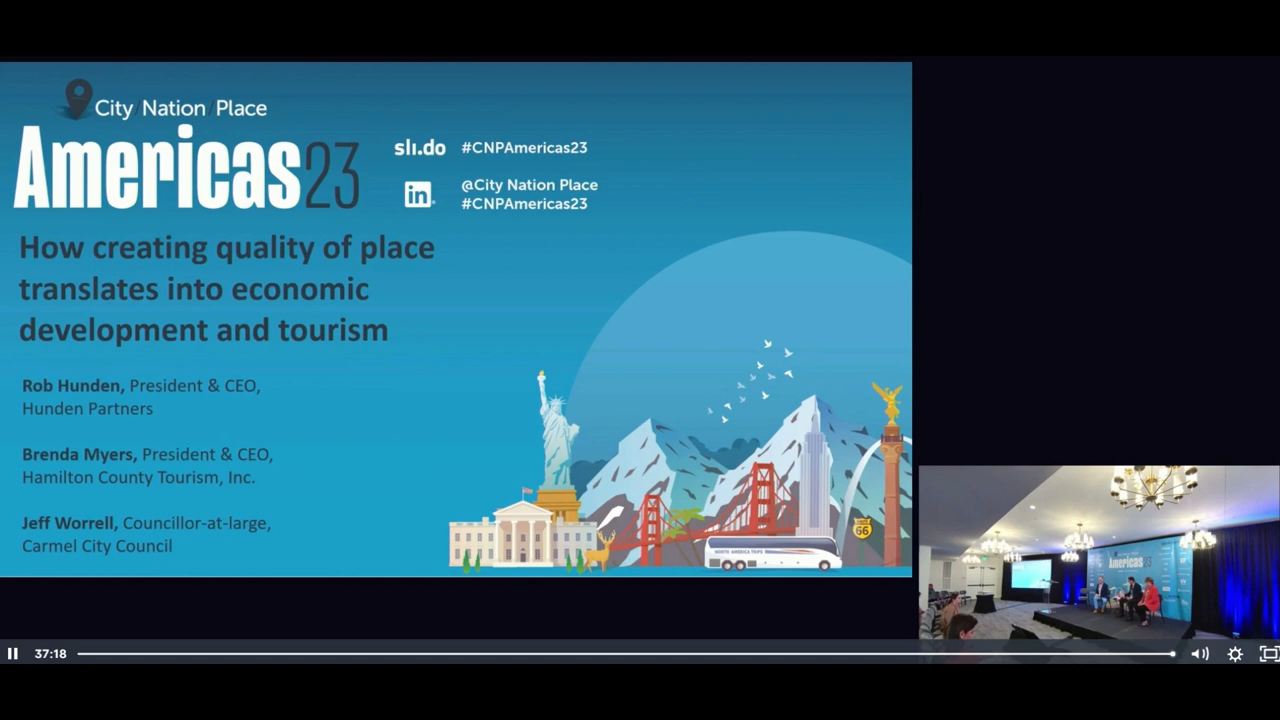 City Nation Place
Americas23
sli.do #CNPAmericas23
in @City Nation Place
#CNPAmericas23
How creating quality of place
translates into economic
development and tourism
Rob Hunden, President & CEO,
Hunden Partners
Brenda Myers, President & CEO,
Hamilton County Tourism, Inc.
Jeff Worrell, Councillor-at-large,
Carmel City Council
NORTH AMERICA TRIPS
66
Americas23
37:18